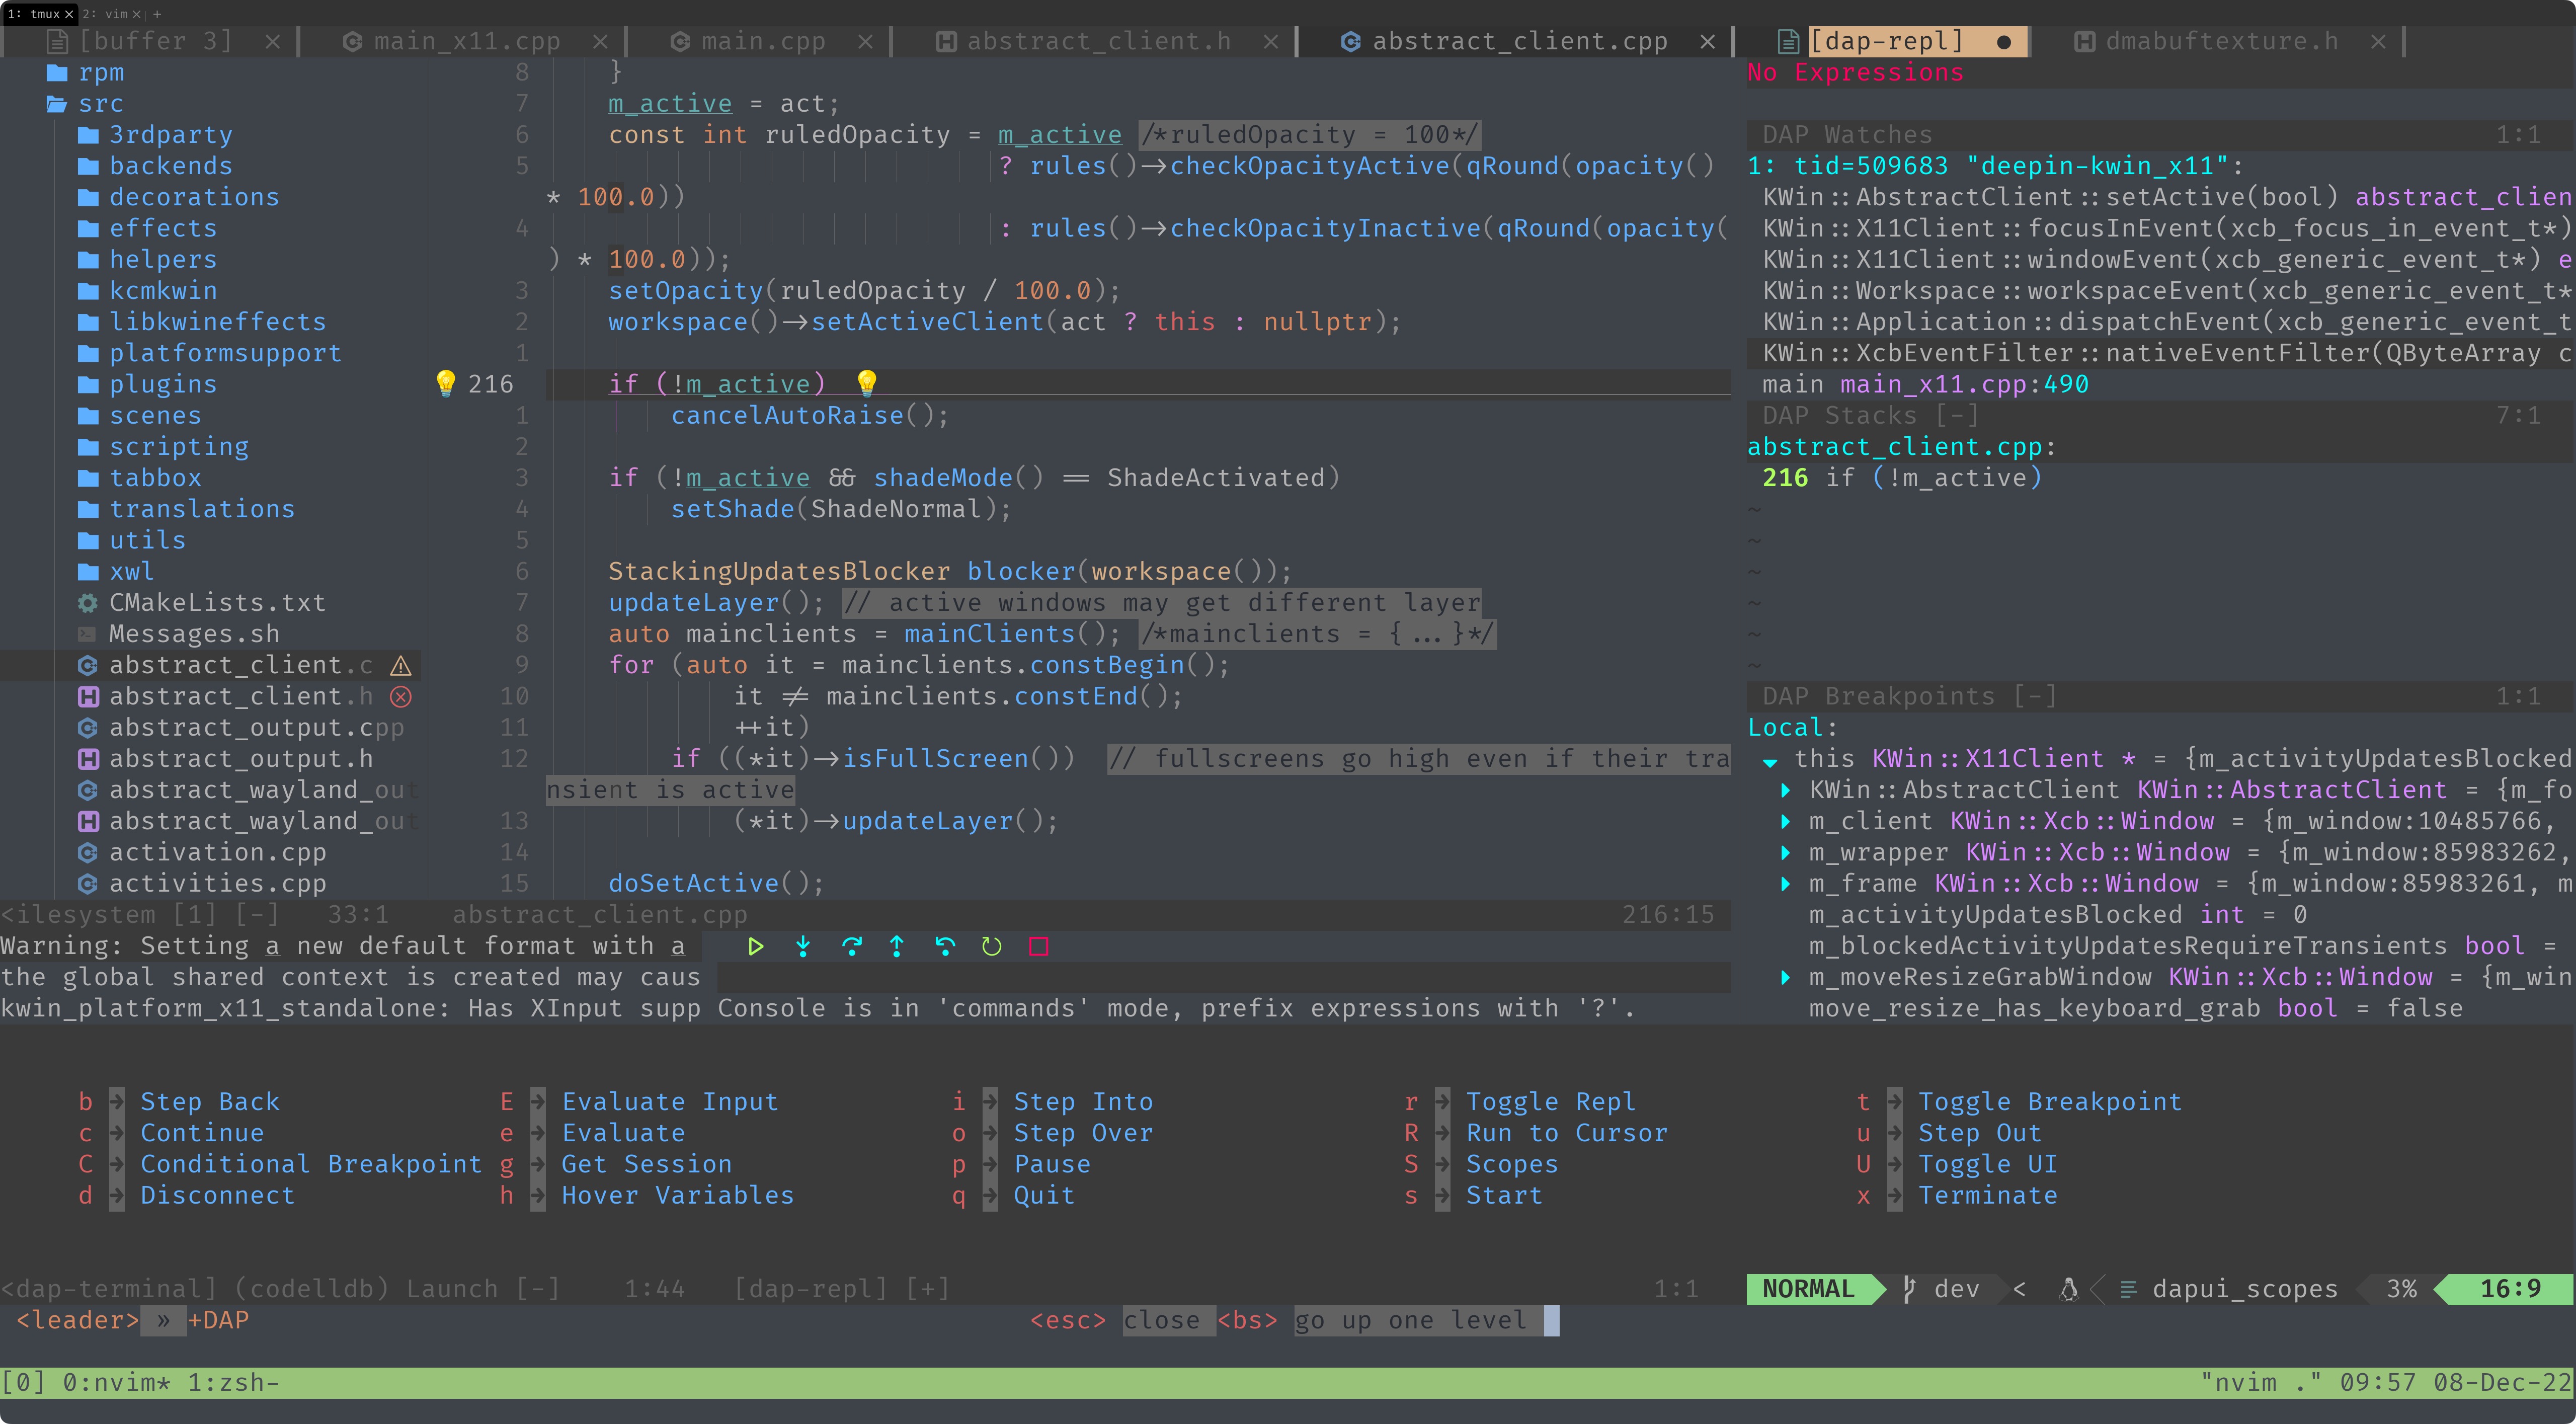 1: tmux × 2: vim × +
[buffer 3] × main_x11.cpp × main.cpp × abstract_client.h × abstract_client.cpp × [dap-repl] ● dmabuftexture.h ×
rpm
src
3rdparty
backends
decorations
effects
helpers
kcmkwin
libkwineffects
platformsupport
plugins
scenes
scripting
tabbox
translations
utils
xwl
CMakeLists.txt
Messages.sh
abstract_client.c
abstract_client.h
abstract_output.cpp
abstract_output.h
abstract_wayland_out
abstract_wayland_out
activation.cpp
activities.cpp
<ilesystem [1] [-] 33:1
8 }
7 m_active = act;
6 const int ruledOpacity = m_active /*ruledOpacity = 100*/
5 ? rules()->checkOpacityActive(qRound(opacity()
* 100.0))
4 : rules()->checkOpacityInactive(qRound(opacity(
) * 100.0));
3 setOpacity(ruledOpacity / 100.0);
2 workspace()->setActiveClient(act ? this : nullptr);
1
216 if (!m_active)
1 cancelAutoRaise();
2
3 if (!m_active && shadeMode() == ShadeActivated)
4 setShade(ShadeNormal);
5
6 StackingUpdatesBlocker blocker(workspace());
7 updateLayer(); // active windows may get different layer
8 auto mainclients = mainClients(); /*mainclients = {...}*/
9 for (auto it = mainclients.constBegin();
10 it != mainclients.constEnd();
11 ++it)
12 if ((*it)->isFullScreen()) // fullscreens go high even if their tra
nsient is active
13 (*it)->updateLayer();
14
15 doSetActive();
abstract_client.cpp 216:15
No Expressions
DAP Watches 1:1
1: tid=509683 "deepin-kwin_x11":
KWin::AbstractClient::setActive(bool) abstract_clien
KWin::X11Client::focusInEvent(xcb_focus_in_event_t*)
KWin::X11Client::windowEvent(xcb_generic_event_t*) e
KWin::Workspace::workspaceEvent(xcb_generic_event_t*
KWin::Application::dispatchEvent(xcb_generic_event_t
KWin::XcbEventFilter::nativeEventFilter(QByteArray c
main main_x11.cpp:490
DAP Stacks [-] 7:1
abstract_client.cpp:
216 if (!m_active)
~
~
~
~
~
~
DAP Breakpoints [-] 1:1
Local:
this KWin::X11Client * = {m_activityUpdatesBlocked
KWin::AbstractClient KWin::AbstractClient = {m_fo
m_client KWin::Xcb::Window = {m_window:10485766,
m_wrapper KWin::Xcb::Window = {m_window:85983262,
m_frame KWin::Xcb::Window = {m_window:85983261, m
m_activityUpdatesBlocked int = 0
m_blockedActivityUpdatesRequireTransients bool =
m_moveResizeGrabWindow KWin::Xcb::Window = {m_win
move_resize_has_keyboard_grab bool = false
Warning: Setting a new default format with a
the global shared context is created may caus
kwin_platform_x11_standalone: Has XInput supp
Console is in 'commands' mode, prefix expressions with '?'.
b → Step Back E → Evaluate Input i → Step Into r → Toggle Repl t → Toggle Breakpoint
c → Continue e → Evaluate o → Step Over R → Run to Cursor u → Step Out
C → Conditional Breakpoint g → Get Session p → Pause S → Scopes U → Toggle UI
d → Disconnect h → Hover Variables q → Quit s → Start x → Terminate
<dap-terminal] (codelldb) Launch [-] 1:44 [dap-repl] [+] 1:1
NORMAL dev < dapui_scopes 3% 16:9
<leader> » +DAP <esc> close <bs> go up one level
[0] 0:nvim* 1:zsh- "nvim ." 09:57 08-Dec-22